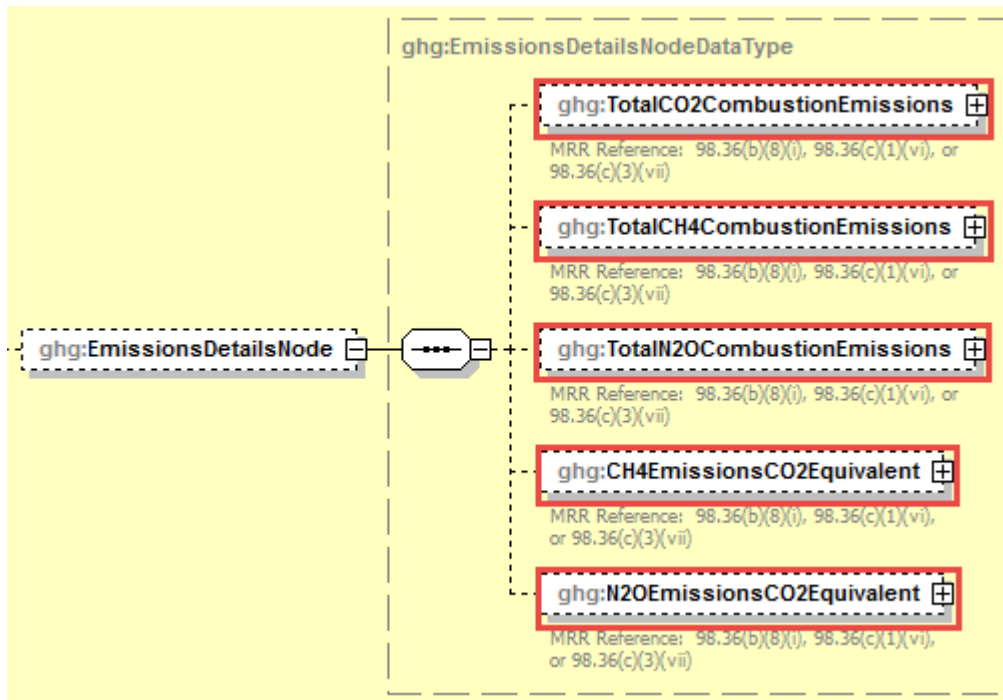 ghg:EmissionsDetailsNodeDataType
ghg:TotalCO2CombustionEmissions
MRR Reference: 98.36(b)(8)(i), 98.36(c)(1)(vi), or
98.36(c)(3)(vii)
ghg:TotalCH4CombustionEmissions
MRR Reference: 98.36(b)(8)(i), 98.36(c)(1)(vi), or
98.36(c)(3)(vii)
ghg:EmissionsDetailsNode
ghg:TotalN2OCombustionEmissions
MRR Reference: 98.36(b)(8)(i), 98.36(c)(1)(vi), or
98.36(c)(3)(vii)
ghg:CH4EmissionsCO2Equivalent
MRR Reference: 98.36(b)(8)(i), 98.36(c)(1)(vi),
or 98.36(c)(3)(vii)
ghg:N2OEmissionsCO2Equivalent
MRR Reference: 98.36(b)(8)(i), 98.36(c)(1)(vi),
or 98.36(c)(3)(vii)